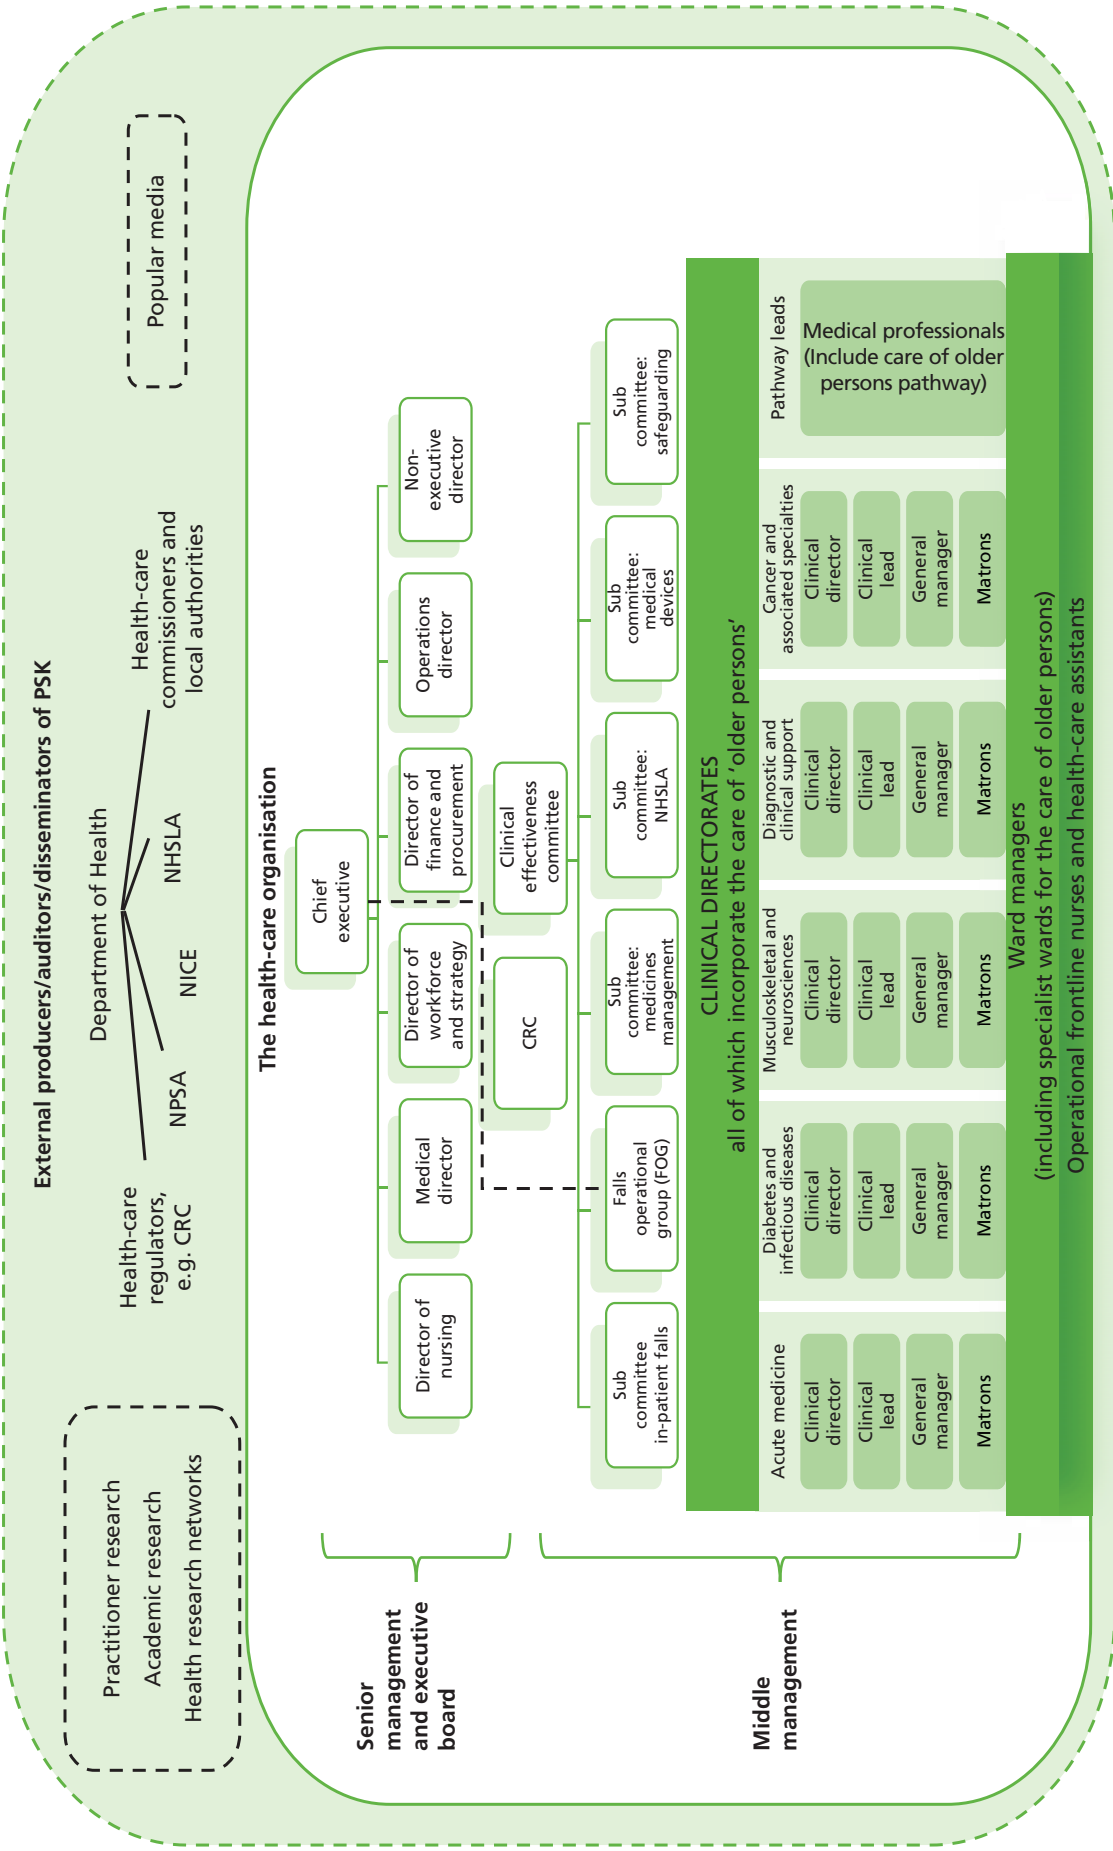 External producers/auditors/disseminators of PSK
Practitioner research
Academic research
Health research networks
Department of Health
Health-care
regulators,
e.g. CRC
NPSA
NICE
NHSLA
Health-care
commissioners and
local authorities
Popular media
The health-care organisation
Senior
management
and executive
board
Chief
executive
Director of
nursing
Medical
director
Director of
workforce
and strategy
Director of
finance and
procurement
Operations
director
Non-
executive
director
Middle
management
CRC
Clinical
effectiveness
committee
Sub
committee
in-patient falls
Falls
operational
group (FOG)
Sub
committee:
medicines
management
Sub
committee:
NHSLA
Sub
committee:
medical
devices
Sub
committee:
safeguarding
CLINICAL DIRECTORATES
all of which incorporate the care of ‘older persons’
Acute medicine
Clinical
director
Clinical
lead
General
manager
Matrons
Diabetes and
infectious diseases
Clinical
director
Clinical
lead
General
manager
Matrons
Musculoskeletal and
neurosciences
Clinical
director
Clinical
lead
General
manager
Matrons
Diagnostic and
clinical support
Clinical
director
Clinical
lead
General
manager
Matrons
Cancer and
associated specialties
Clinical
director
Clinical
lead
General
manager
Matrons
Pathway leads
Medical professionals
(Include care of older
persons pathway)
Ward managers
(including specialist wards for the care of older persons)
Operational frontline nurses and health-care assistants